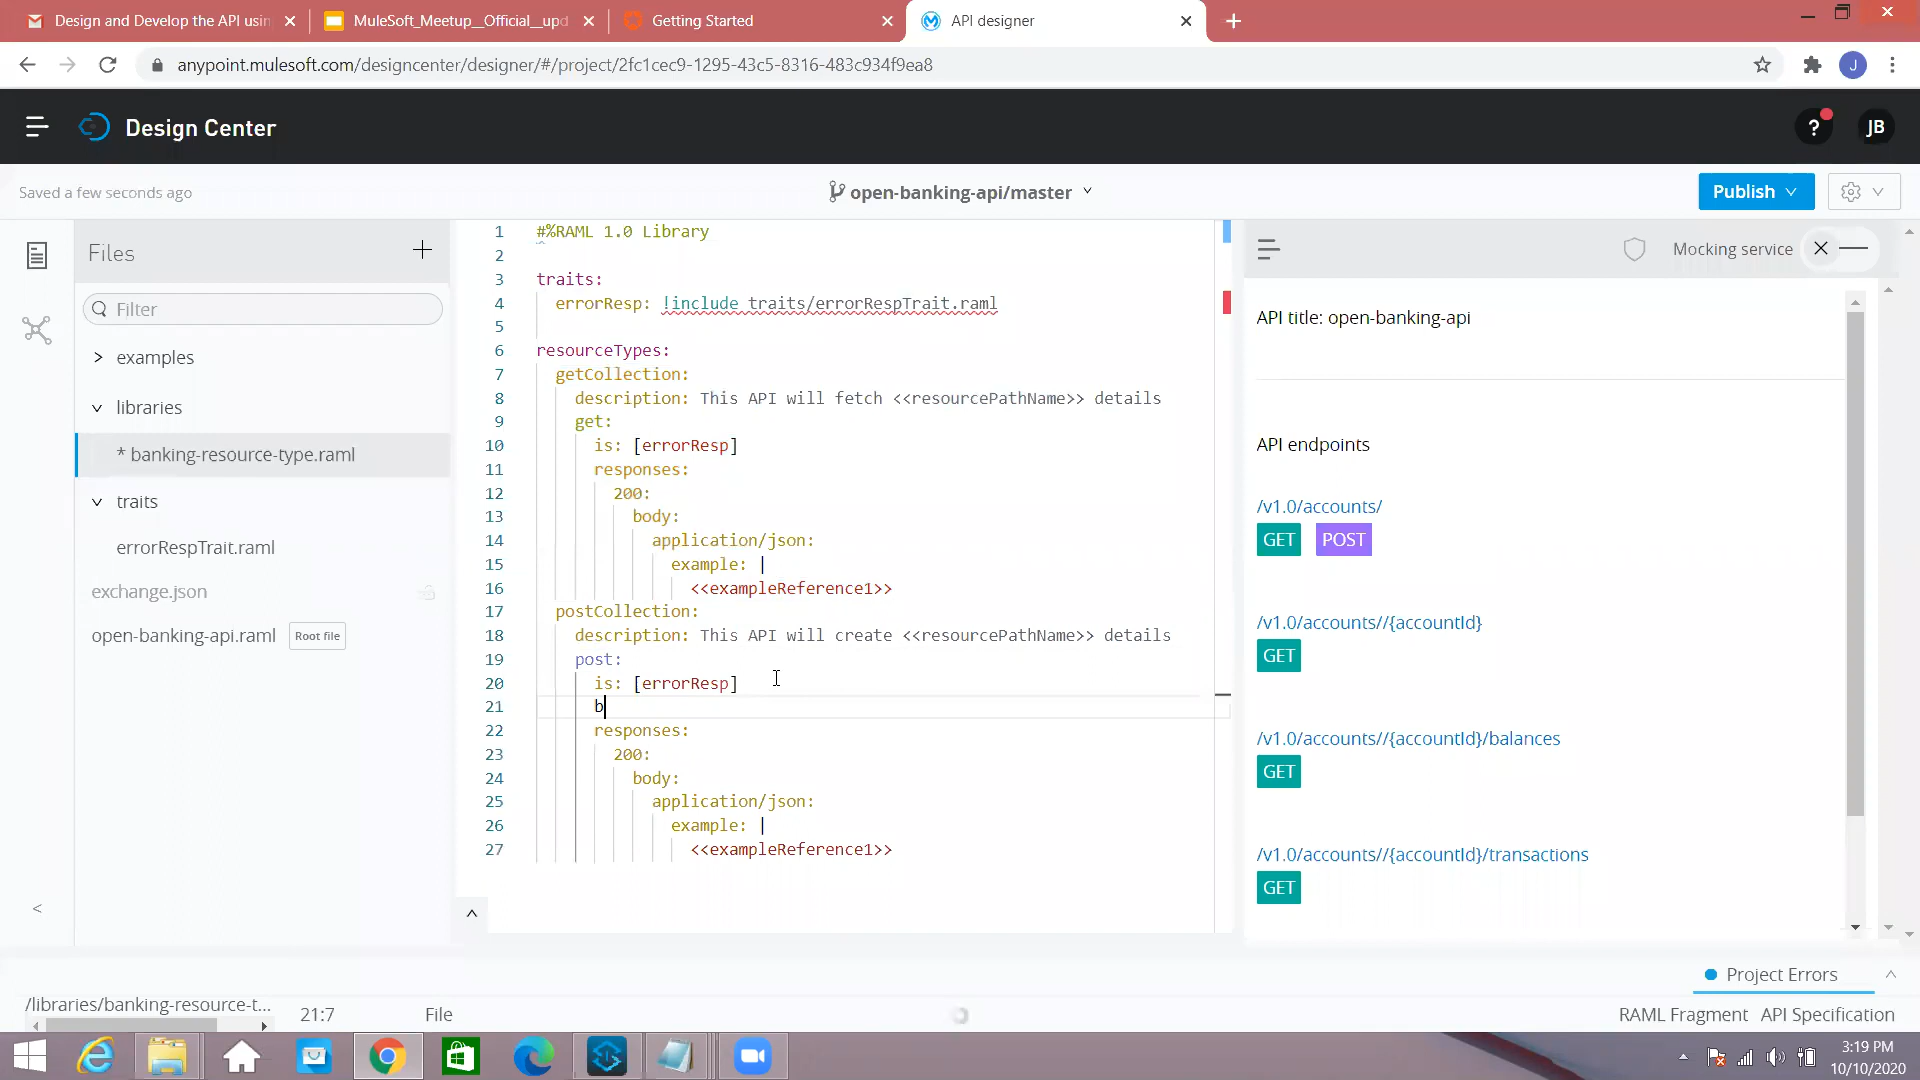 Design and Develop the API usin
MuleSoft_Meetup__Official__upd
Getting Started
API designer
anypoint.mulesoft.com/designcenter/designer/#/project/2fc1cec9-1295-43c5-8316-483c934f9ea8
J
Design Center
?
JB
Saved a few seconds ago
open-banking-api/master
Publish
Files
Filter
examples
libraries
* banking-resource-type.raml
traits
errorRespTrait.raml
exchange.json
open-banking-api.raml Root file
1 #%RAML 1.0 Library
2
3 traits:
4 errorResp: !include traits/errorRespTrait.raml
5
6 resourceTypes:
7 getCollection:
8 description: This API will fetch <<resourcePathName>> details
9 get:
10 is: [errorResp]
11 responses:
12 200:
13 body:
14 application/json:
15 example: |
16 <<exampleReference1>>
17 postCollection:
18 description: This API will create <<resourcePathName>> details
19 post:
20 is: [errorResp]
21 b
22 responses:
23 200:
24 body:
25 application/json:
26 example: |
27 <<exampleReference1>>
Mocking service
API title: open-banking-api
API endpoints
/v1.0/accounts/
GET POST
/v1.0/accounts//{accountId}
GET
/v1.0/accounts//{accountId}/balances
GET
/v1.0/accounts//{accountId}/transactions
GET
Project Errors
/libraries/banking-resource-t...
21:7
File
RAML Fragment API Specification
3:19 PM
10/10/2020